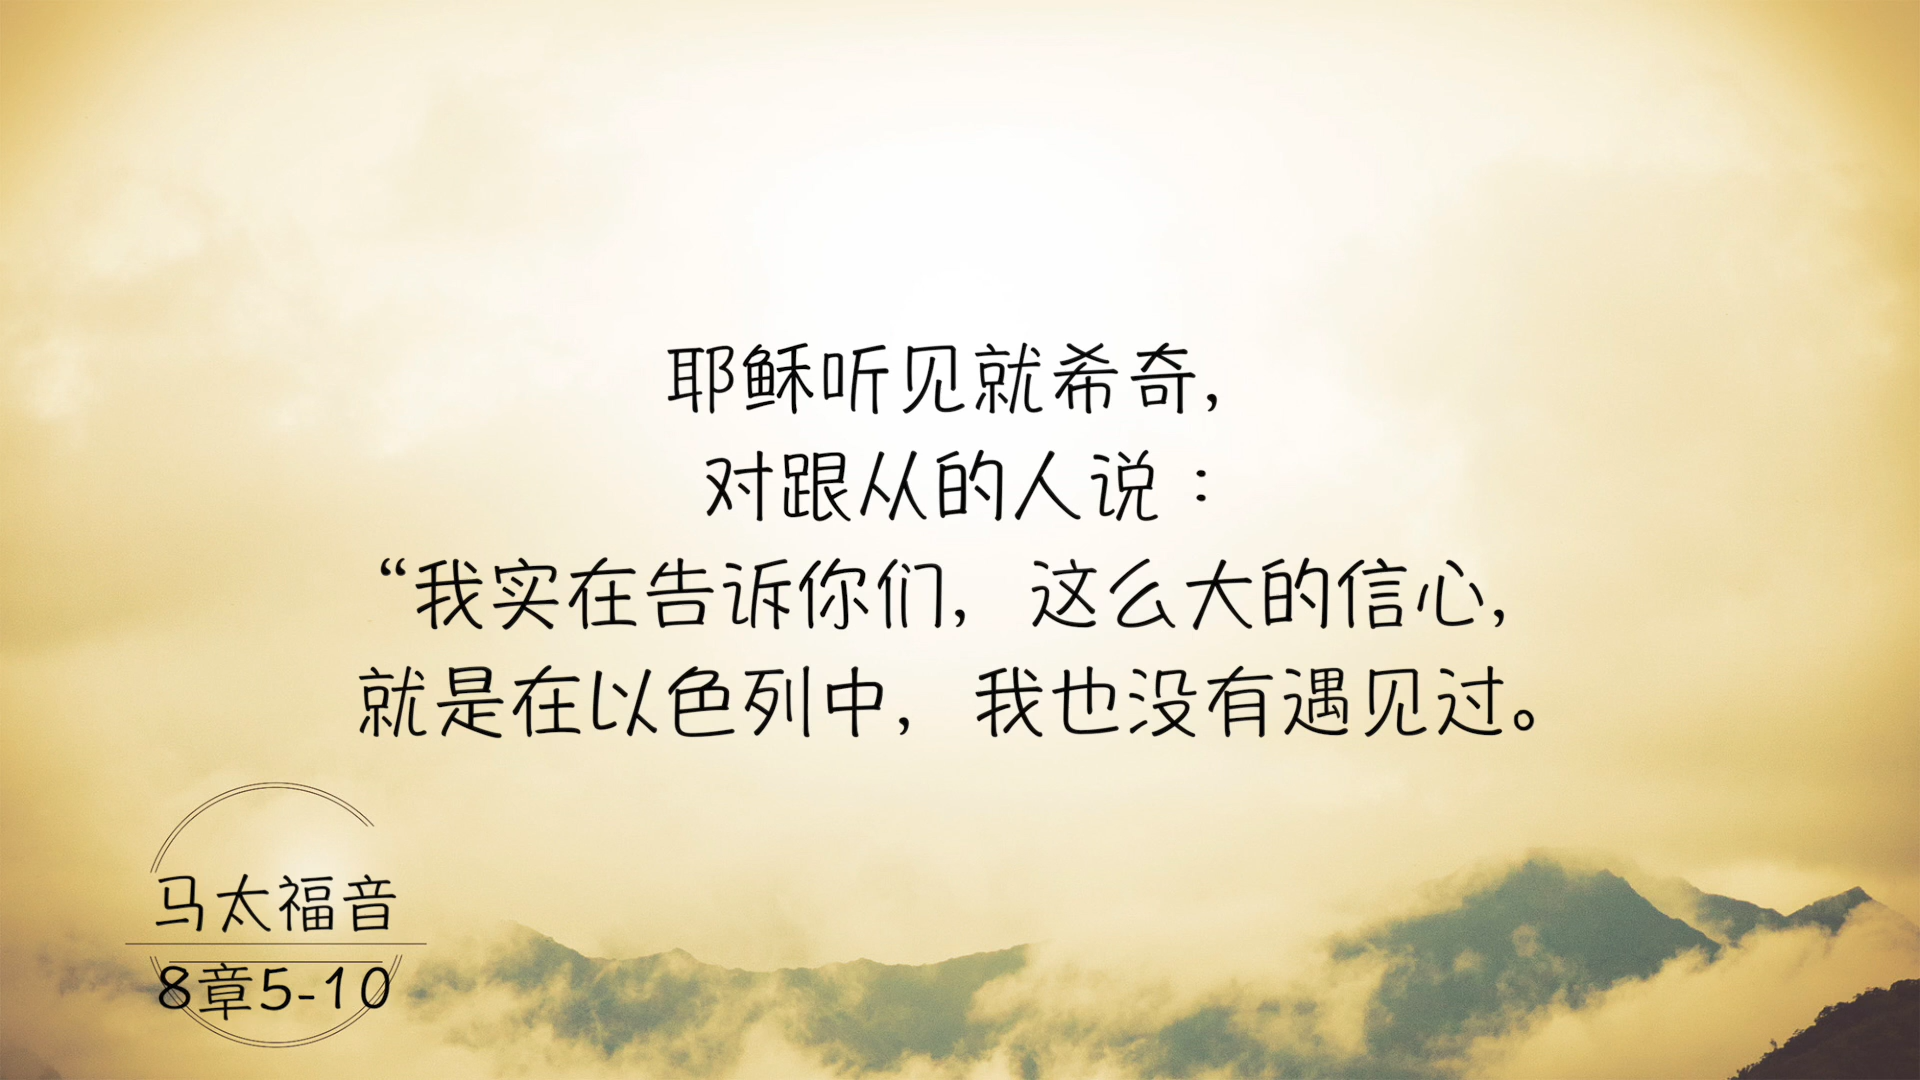 耶稣听见就希奇,
对跟从的人说：
“我实在告诉你们，这么大的信心,
就是在以色列中，我也没有遇见过。
马太福音
8章5-10